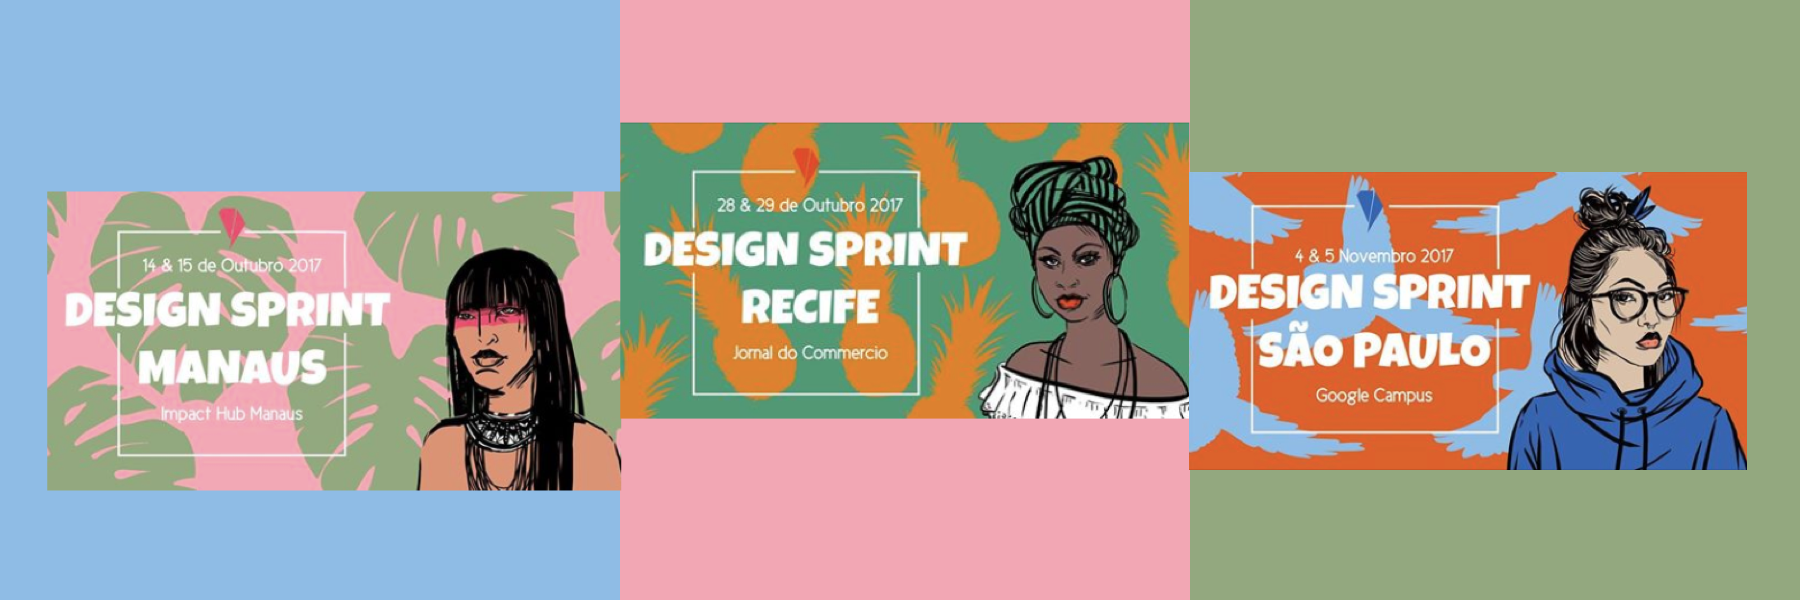 14 & 15 de Outubro 2017
DESIGN SPRINT
MANAUS
Impact Hub Manaus
28 & 29 de Outubro 2017
DESIGN SPRINT
RECIFE
Jornal do Commercio
4 & 5 Novembro 2017
DESIGN SPRINT
SÃO PAULO
Google Campus